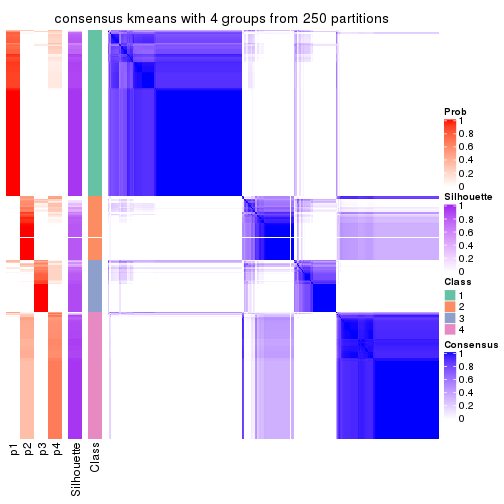 consensus kmeans with 4 groups from 250 partitions
Prob
1
0.8
0.6
0.4
0.2
0
Silhouette
1
0.8
0.6
0.4
0.2
0
Class
1
2
3
4
Consensus
1
0.8
0.6
0.4
0.2
0
p1
p2
p3
p4
Silhouette
Class